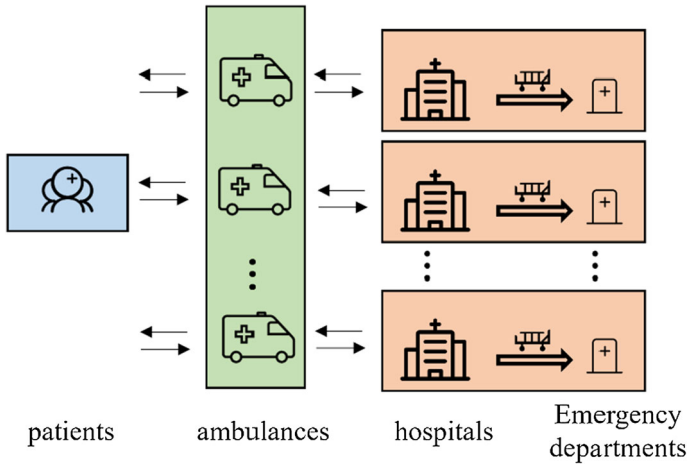 patients
ambulances
hospitals
Emergency
departments